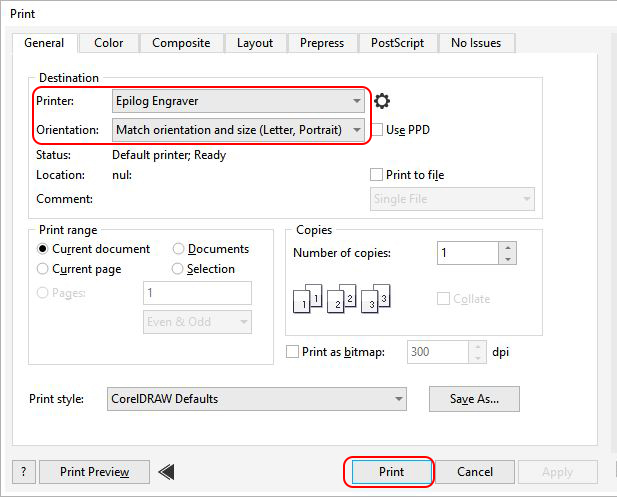 Print
General Color Composite Layout Prepress PostScript No Issues
Destination
Printer: Epilog Engraver
Orientation: Match orientation and size (Letter, Portrait) Use PPD
Status: Default printer; Ready
Location: nul: Print to file
Comment: Single File
Print range
Current document Documents
Current page Selection
Pages: 1
Even & Odd
Copies
Number of copies: 1
1 1 2 2 3 3
Collate
Print as bitmap: 300 dpi
Print style: CorelDRAW Defaults Save As...
? Print Preview Print Cancel Apply